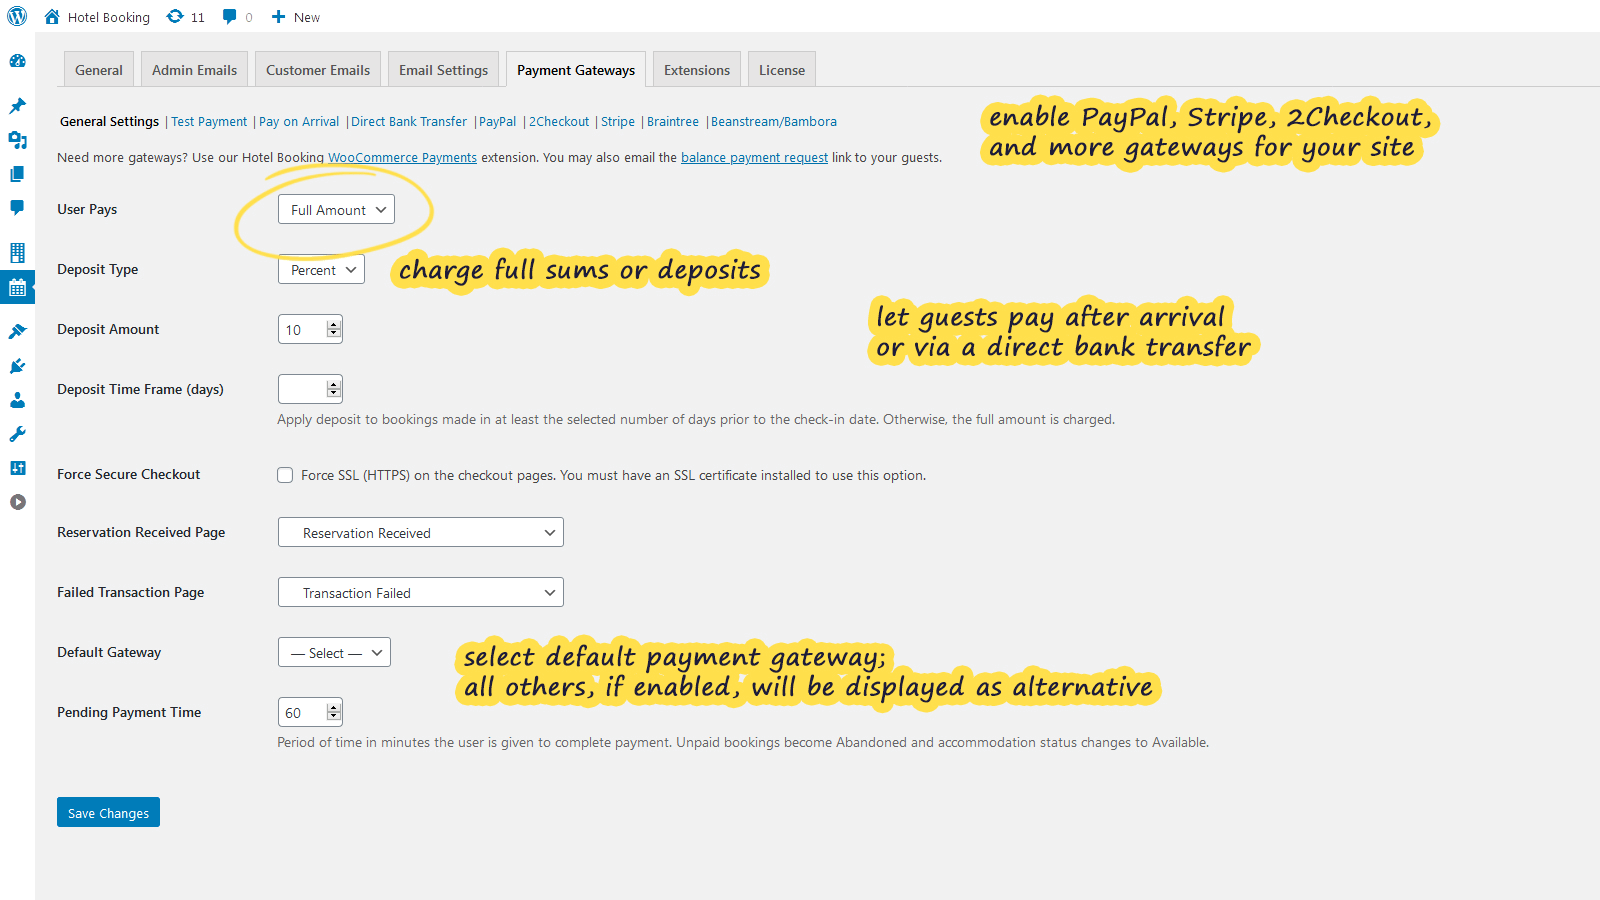 Hotel Booking 11 0 New
General Admin Emails Customer Emails Email Settings Payment Gateways Extensions License
General Settings | Test Payment | Pay on Arrival | Direct Bank Transfer | PayPal | 2Checkout | Stripe | Braintree | Beanstream/Bambora
enable PayPal, Stripe, 2Checkout,
and more gateways for your site
Need more gateways? Use our Hotel Booking WooCommerce Payments extension. You may also email the balance payment request link to your guests.
User Pays Full Amount
Deposit Type Percent
charge full sums or deposits
let guests pay after arrival
or via a direct bank transfer
Deposit Amount 10
Deposit Time Frame (days)
Apply deposit to bookings made in at least the selected number of days prior to the check-in date. Otherwise, the full amount is charged.
Force Secure Checkout Force SSL (HTTPS) on the checkout pages. You must have an SSL certificate installed to use this option.
Reservation Received Page Reservation Received
Failed Transaction Page Transaction Failed
Default Gateway — Select —
select default payment gateway;
all others, if enabled, will be displayed as alternative
Pending Payment Time 60
Period of time in minutes the user is given to complete payment. Unpaid bookings become Abandoned and accommodation status changes to Available.
Save Changes